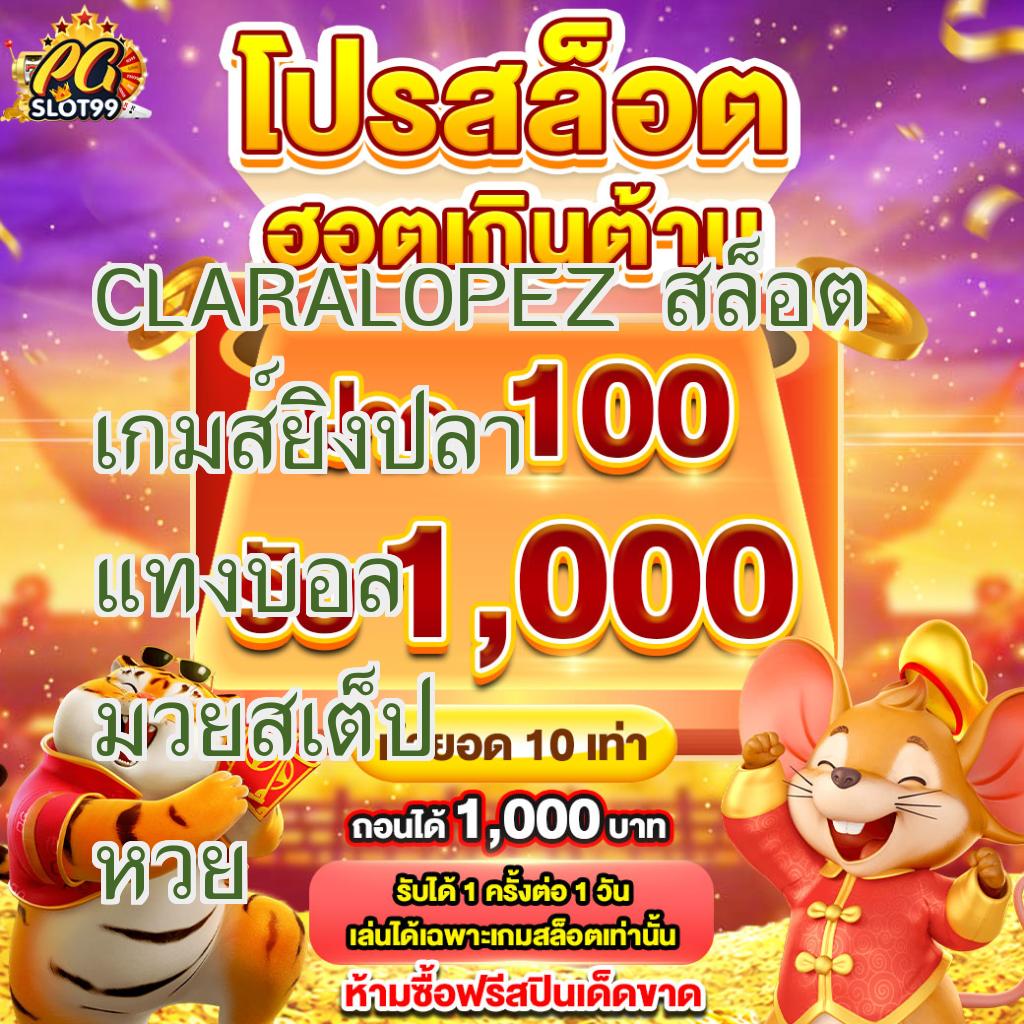 PG
SLOT99
โปรสล็อต
ฮอตเกินต้าน
CLARALOPEZ สล็อต
เกมส์ยิงปลา
100
แทงบอล
รับ 1,000
มวยสเต็ป
ยอด 10 เท่า
ถอนได้ 1,000 บาท
หวย
รับได้ 1 ครั้งต่อ 1 วัน
เล่นได้เฉพาะเกมสล็อตเท่านั้น
ห้ามซื้อฟรีสปินเด็ดขาด